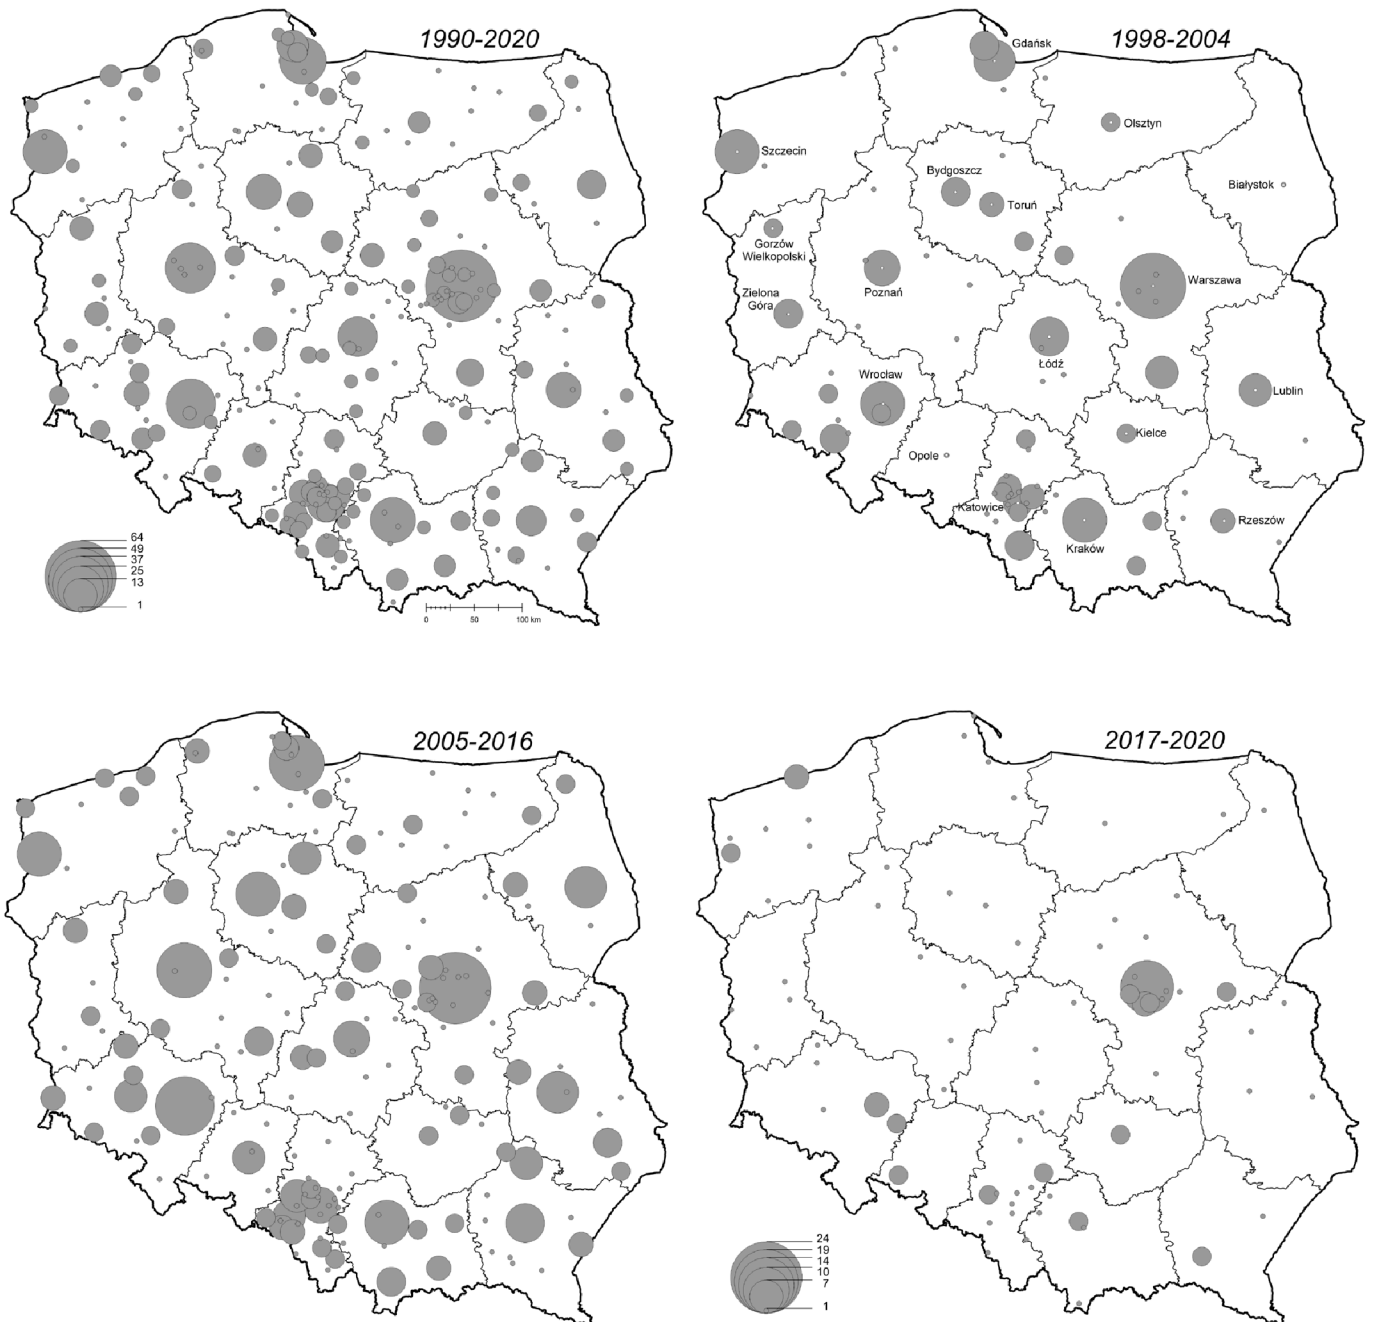 1990-2020
64
49
37
25
13
1
0
50
100 km
1998-2004
Gdańsk
Olsztyn
Szczecin
Bydgoszcz
Białystok
Toruń
Gorzów
Wielkopolski
Poznań
Warszawa
Zielona
Góra
Łódź
Wrocław
Lublin
Kielce
Opole
Katowice
Kraków
Rzeszów
2005-2016
2017-2020
24
19
14
10
7
1